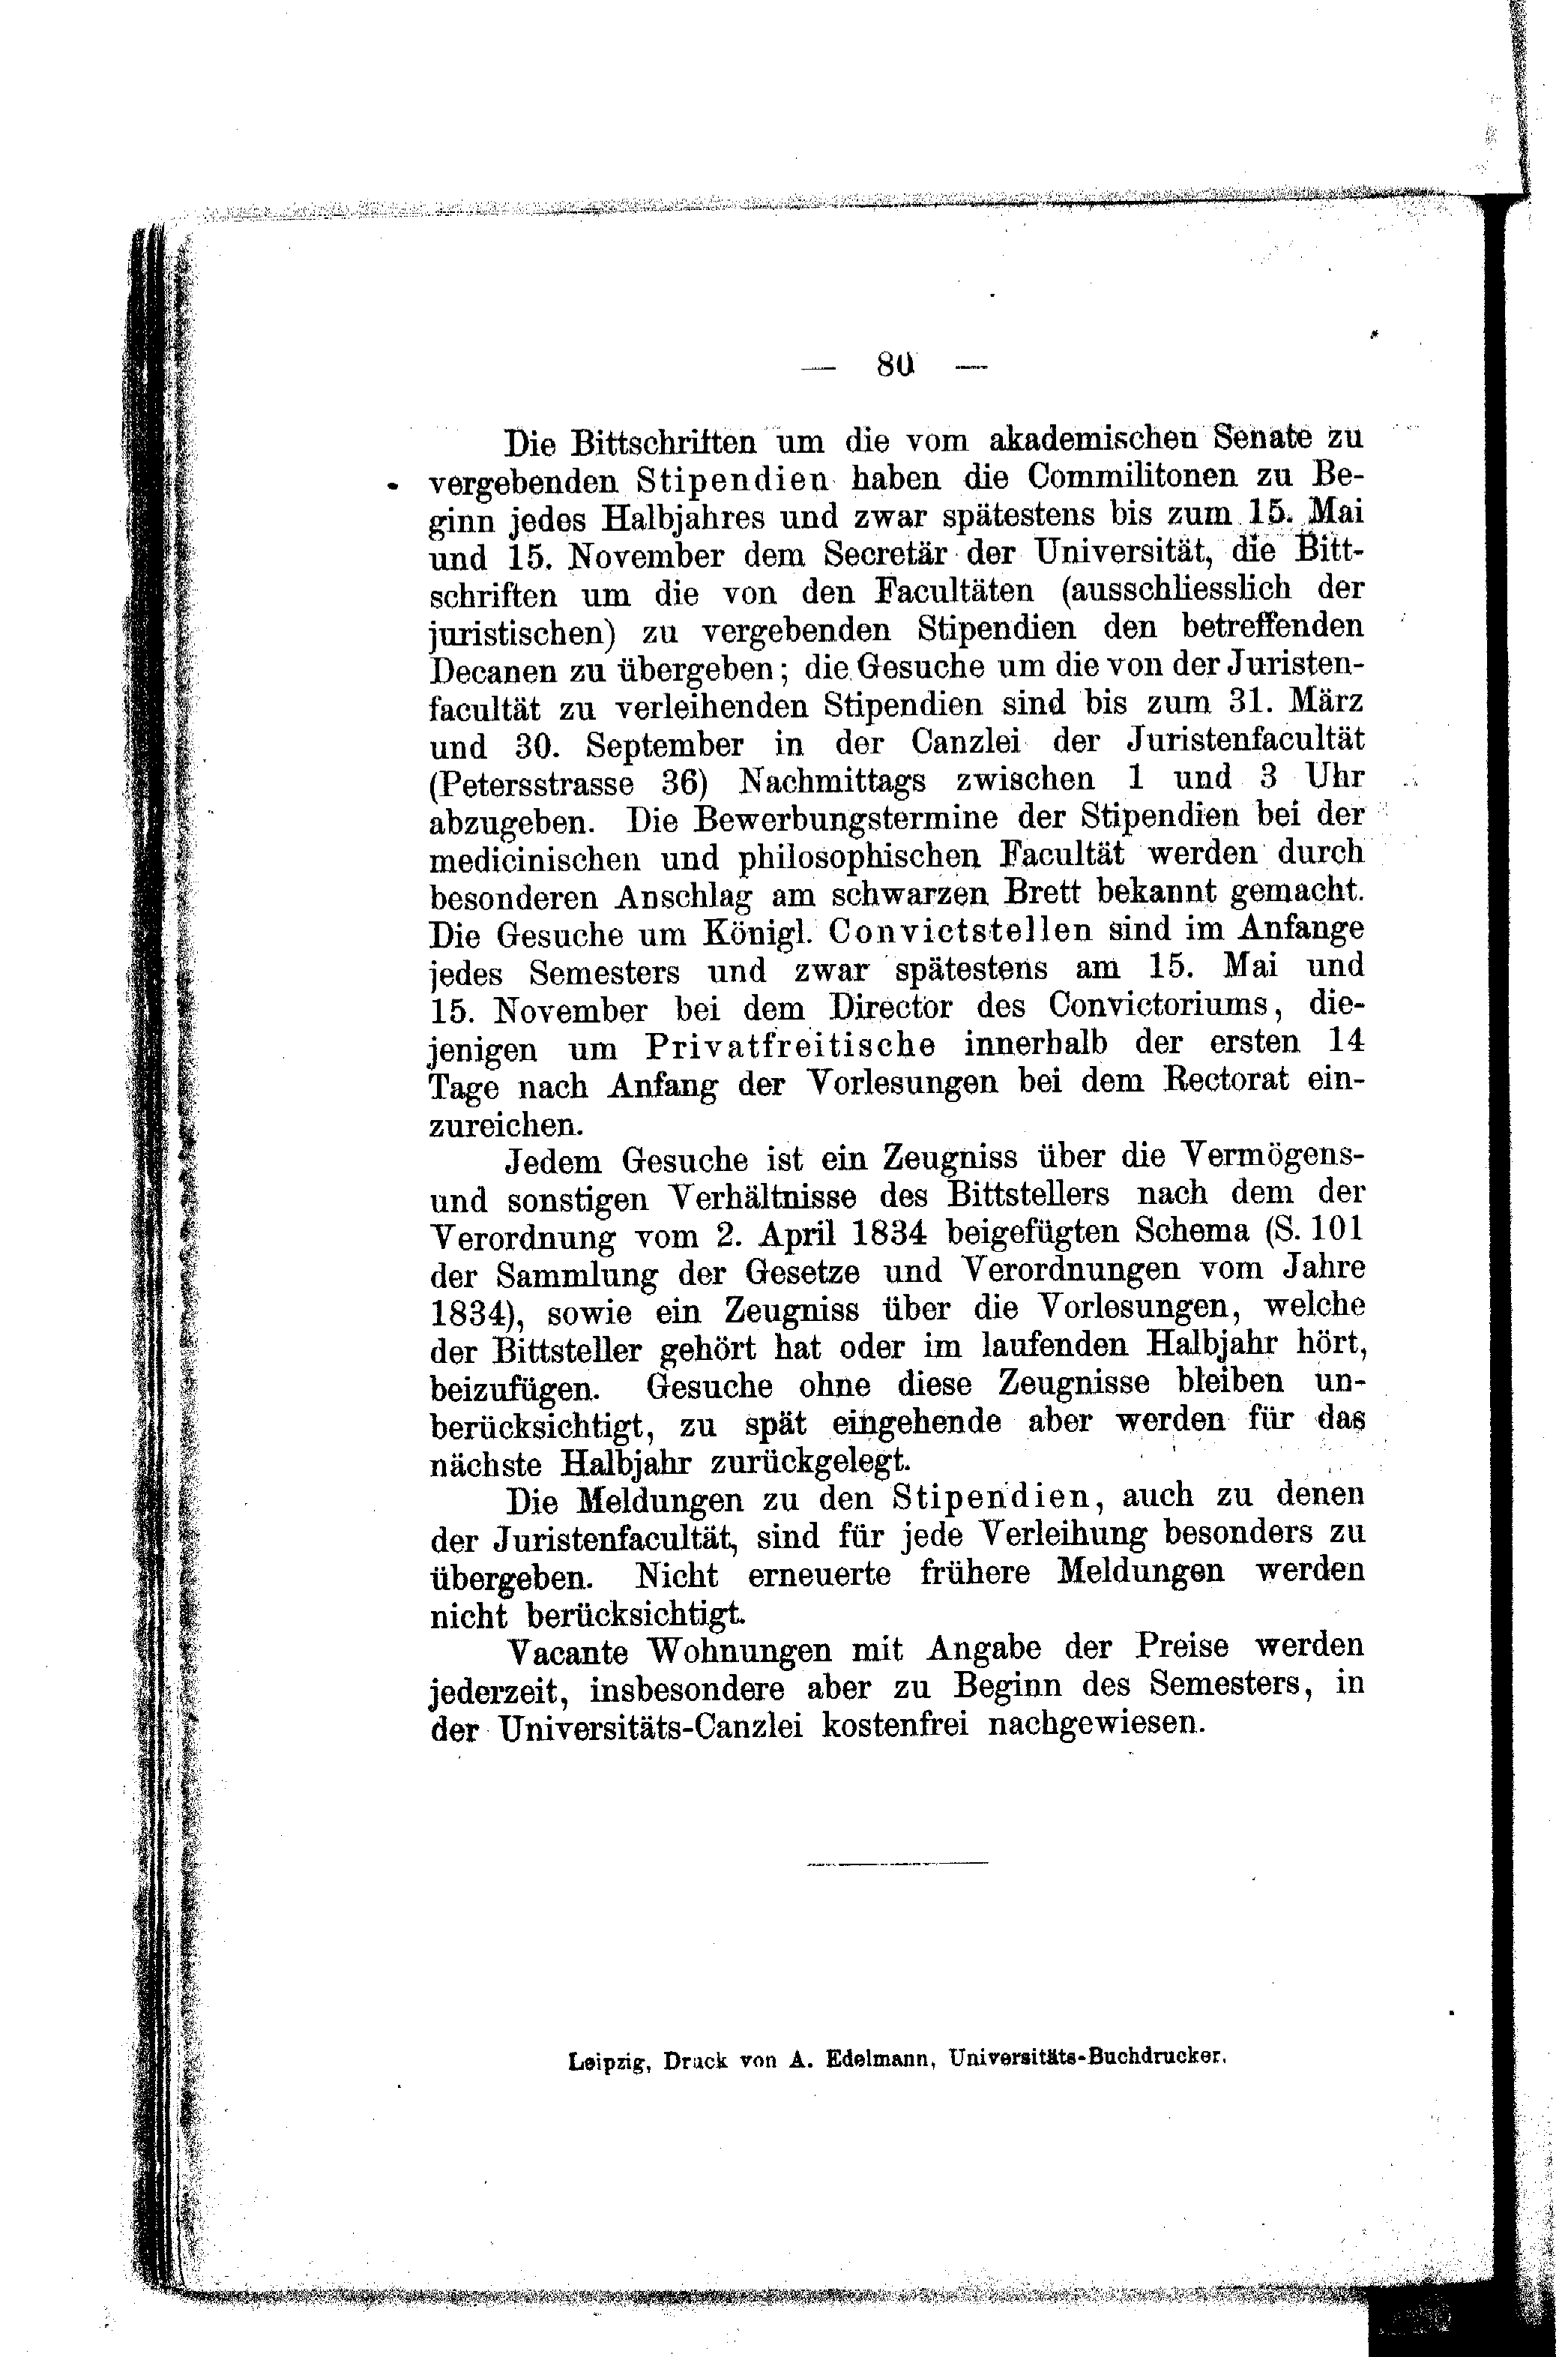 — 80 —
Die Bittschriften um die vom akademischen Senate zu
vergebenden Stipendien haben die Commilitonen zu Be-
ginn jedes Halbjahres und zwar spätestens bis zum 15. Mai
und 15. November dem Secretär der Universität, die Bitt-
schriften um die von den Facultäten (ausschliesslich der
juristischen) zu vergebenden Stipendien den betreffenden
Decanen zu übergeben; die Gesuche um die von der Juristen-
facultät zu verleihenden Stipendien sind bis zum 31. März
und 30. September in der Canzlei der Juristenfacultät
(Petersstrasse 36) Nachmittags zwischen 1 und 3 Uhr
abzugeben. Die Bewerbungstermine der Stipendien bei der
medicinischen und philosophischen Facultät werden durch
besonderen Anschlag am schwarzen Brett bekannt gemacht.
Die Gesuche um Königl. Convictstellen sind im Anfange
jedes Semesters und zwar spätestens am 15. Mai und
15. November bei dem Director des Convictoriums, die-
jenigen um Privatfreitische innerhalb der ersten 14
Tage nach Anfang der Vorlesungen bei dem Rectorat ein-
zureichen.
Jedem Gesuche ist ein Zeugniss über die Vermögens-
und sonstigen Verhältnisse des Bittstellers nach dem der
Verordnung vom 2. April 1834 beigefügten Schema (S. 101
der Sammlung der Gesetze und Verordnungen vom Jahre
1834), sowie ein Zeugniss über die Vorlesungen, welche
der Bittsteller gehört hat oder im laufenden Halbjahr hört,
beizufügen. Gesuche ohne diese Zeugnisse bleiben un-
berücksichtigt, zu spät eingehende aber werden für das
nächste Halbjahr zurückgelegt.
Die Meldungen zu den Stipendien, auch zu denen
der Juristenfacultät, sind für jede Verleihung besonders zu
übergeben. Nicht erneuerte frühere Meldungen werden
nicht berücksichtigt.
Vacante Wohnungen mit Angabe der Preise werden
jederzeit, insbesondere aber zu Beginn des Semesters, in
der Universitäts-Canzlei kostenfrei nachgewiesen.
Leipzig, Druck von A. Edelmann, Universitäts-Buchdrucker.